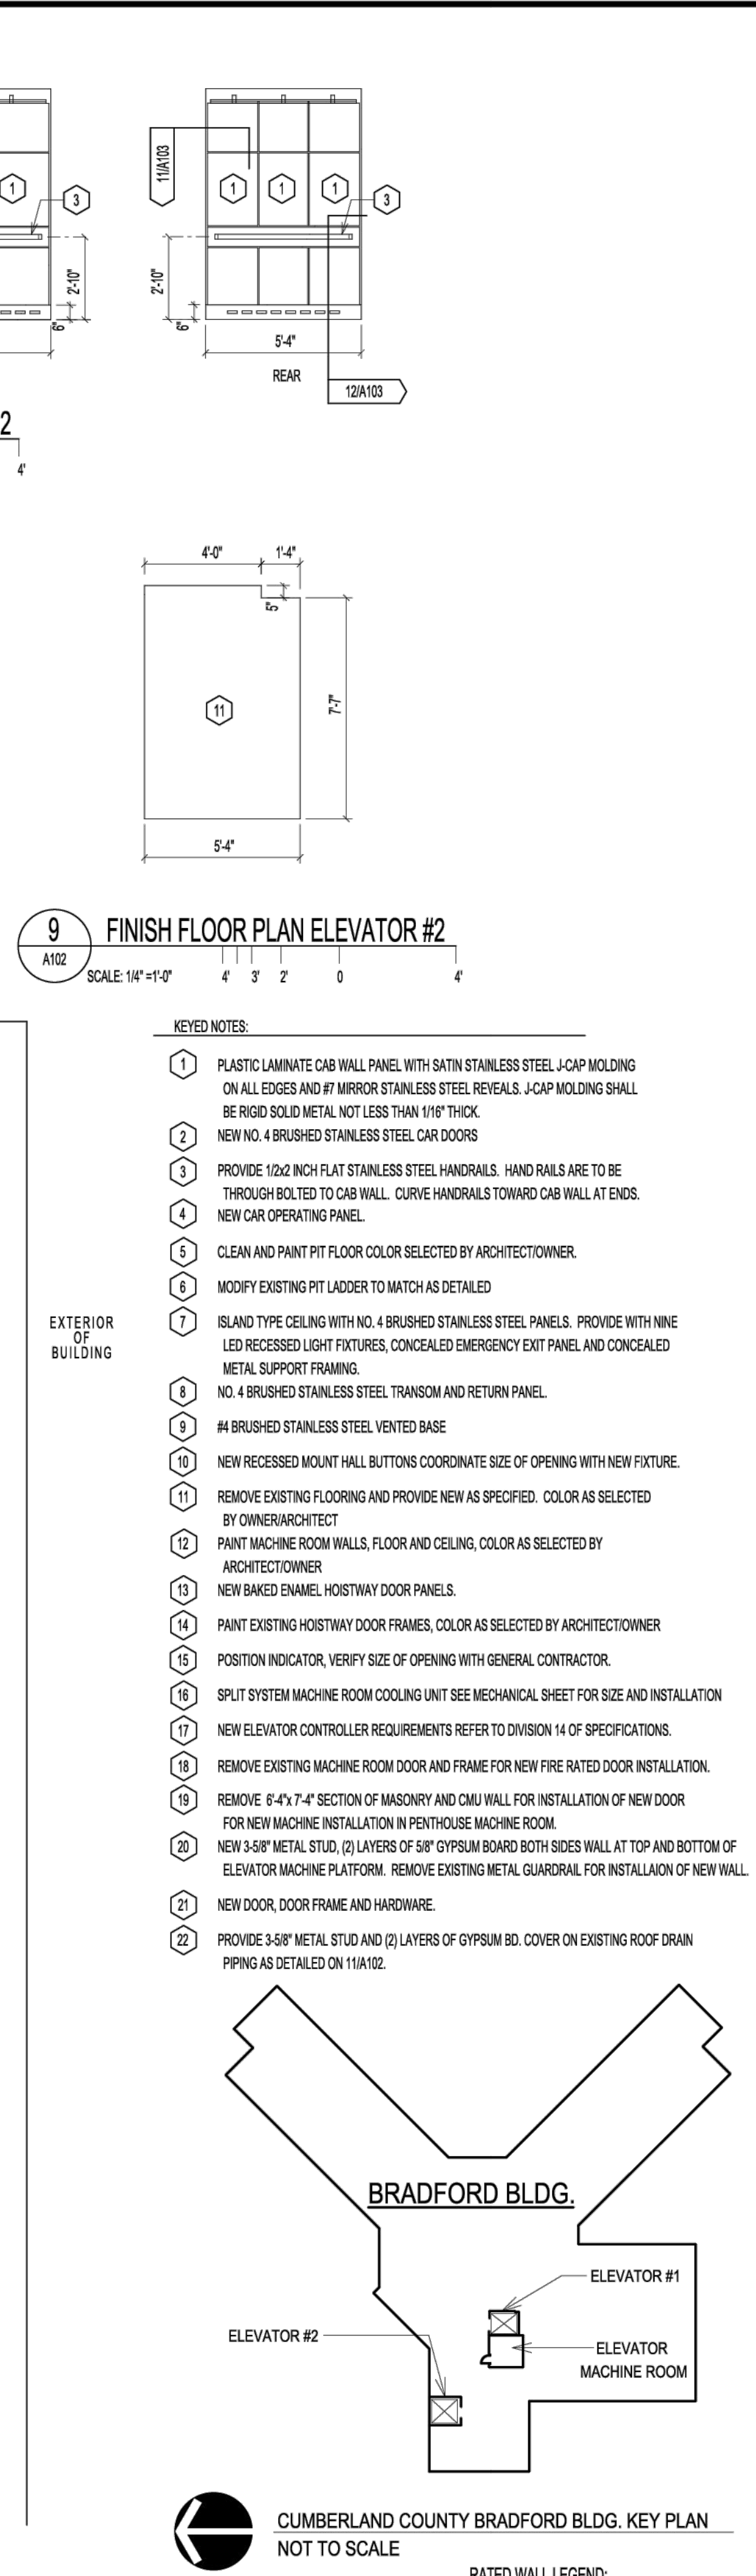 11/A103
1
3
1
1
1
3
2'-10"
6"
2'-10"
6"
5'-4"
REAR
12/A103
2
4'
4'-0"
1'-4"
5"
11
7'-7"
5'-4"
9
A102
FINISH FLOOR PLAN ELEVATOR #2
SCALE: 1/4" =1'-0"
4'
3'
2'
0
4'
KEYED NOTES:
1 PLASTIC LAMINATE CAB WALL PANEL WITH SATIN STAINLESS STEEL J-CAP MOLDING
ON ALL EDGES AND #7 MIRROR STAINLESS STEEL REVEALS. J-CAP MOLDING SHALL
BE RIGID SOLID METAL NOT LESS THAN 1/16" THICK.
2 NEW NO. 4 BRUSHED STAINLESS STEEL CAR DOORS
3 PROVIDE 1/2x2 INCH FLAT STAINLESS STEEL HANDRAILS. HAND RAILS ARE TO BE
THROUGH BOLTED TO CAB WALL. CURVE HANDRAILS TOWARD CAB WALL AT ENDS.
4 NEW CAR OPERATING PANEL.
5 CLEAN AND PAINT PIT FLOOR COLOR SELECTED BY ARCHITECT/OWNER.
6 MODIFY EXISTING PIT LADDER TO MATCH AS DETAILED
7 ISLAND TYPE CEILING WITH NO. 4 BRUSHED STAINLESS STEEL PANELS. PROVIDE WITH NINE
LED RECESSED LIGHT FIXTURES, CONCEALED EMERGENCY EXIT PANEL AND CONCEALED
METAL SUPPORT FRAMING.
8 NO. 4 BRUSHED STAINLESS STEEL TRANSOM AND RETURN PANEL.
9 #4 BRUSHED STAINLESS STEEL VENTED BASE
10 NEW RECESSED MOUNT HALL BUTTONS COORDINATE SIZE OF OPENING WITH NEW FIXTURE.
11 REMOVE EXISTING FLOORING AND PROVIDE NEW AS SPECIFIED. COLOR AS SELECTED
BY OWNER/ARCHITECT
12 PAINT MACHINE ROOM WALLS, FLOOR AND CEILING, COLOR AS SELECTED BY
ARCHITECT/OWNER
13 NEW BAKED ENAMEL HOISTWAY DOOR PANELS.
14 PAINT EXISTING HOISTWAY DOOR FRAMES, COLOR AS SELECTED BY ARCHITECT/OWNER
15 POSITION INDICATOR, VERIFY SIZE OF OPENING WITH GENERAL CONTRACTOR.
16 SPLIT SYSTEM MACHINE ROOM COOLING UNIT SEE MECHANICAL SHEET FOR SIZE AND INSTALLATION
17 NEW ELEVATOR CONTROLLER REQUIREMENTS REFER TO DIVISION 14 OF SPECIFICATIONS.
18 REMOVE EXISTING MACHINE ROOM DOOR AND FRAME FOR NEW FIRE RATED DOOR INSTALLATION.
19 REMOVE 6'-4"x 7'-4" SECTION OF MASONRY AND CMU WALL FOR INSTALLATION OF NEW DOOR
FOR NEW MACHINE INSTALLATION IN PENTHOUSE MACHINE ROOM.
20 NEW 3-5/8" METAL STUD, (2) LAYERS OF 5/8" GYPSUM BOARD BOTH SIDES WALL AT TOP AND BOTTOM OF
ELEVATOR MACHINE PLATFORM. REMOVE EXISTING METAL GUARDRAIL FOR INSTALLAION OF NEW WALL.
21 NEW DOOR, DOOR FRAME AND HARDWARE.
22 PROVIDE 3-5/8" METAL STUD AND (2) LAYERS OF GYPSUM BD. COVER ON EXISTING ROOF DRAIN
PIPING AS DETAILED ON 11/A102.
EXTERIOR
OF
BUILDING
BRADFORD BLDG.
ELEVATOR #1
ELEVATOR #2
ELEVATOR
MACHINE ROOM
CUMBERLAND COUNTY BRADFORD BLDG. KEY PLAN
NOT TO SCALE
RATED WALL LEGEND: